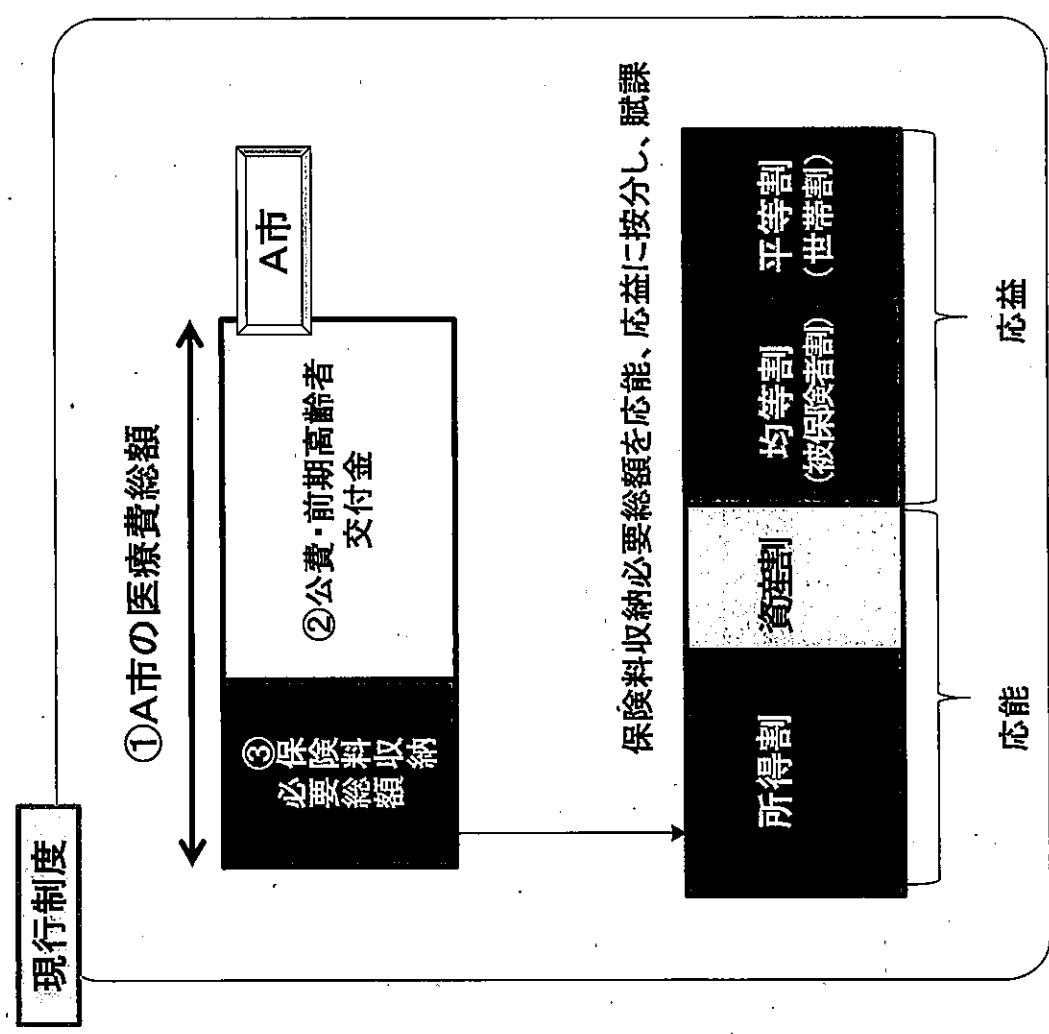 現行制度
①A市の医療費総額
A市
③保険料収納
必要総額
②公費・前期高齢者
交付金
保険料収納必要総額を応能、応益に按分し、賦課
所得割
資産割
均等割
(被保険者割)
平等割
(世帯割)
応能
応益